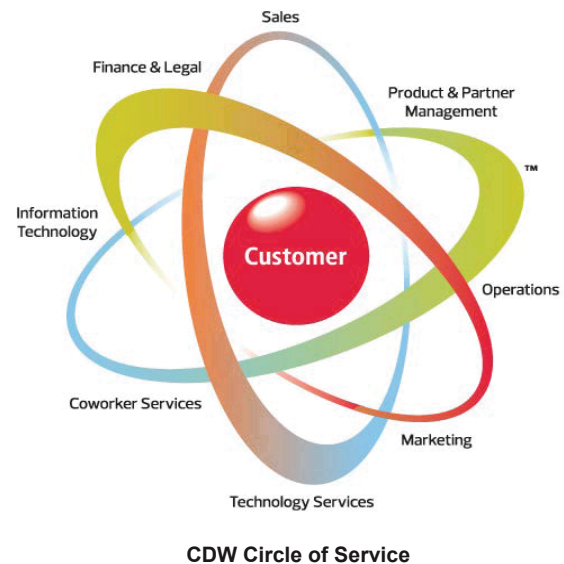 Sales
Finance & Legal
Product & Partner
Management
™
Information
Technology
Customer
Operations
Coworker Services
Marketing
Technology Services
CDW Circle of Service